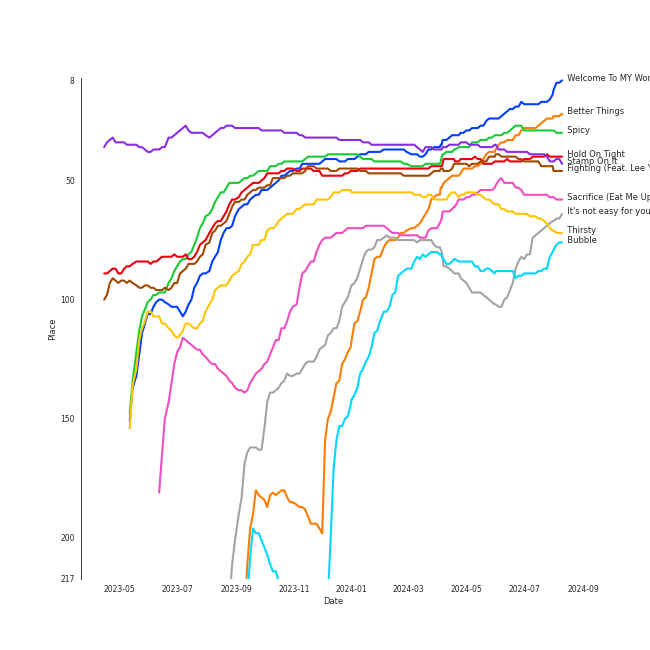 8
50
100
150
200
217
Place
2023-05
2023-07
2023-09
2023-11
2024-01
2024-03
2024-05
2024-07
2024-09
Date
Welcome To MY Wor
Better Things
Spicy
Hold On Tight
Stamp On It
Fighting (Feat. Lee Y
Sacrifice (Eat Me Up
It's not easy for you
Thirsty
Bubble